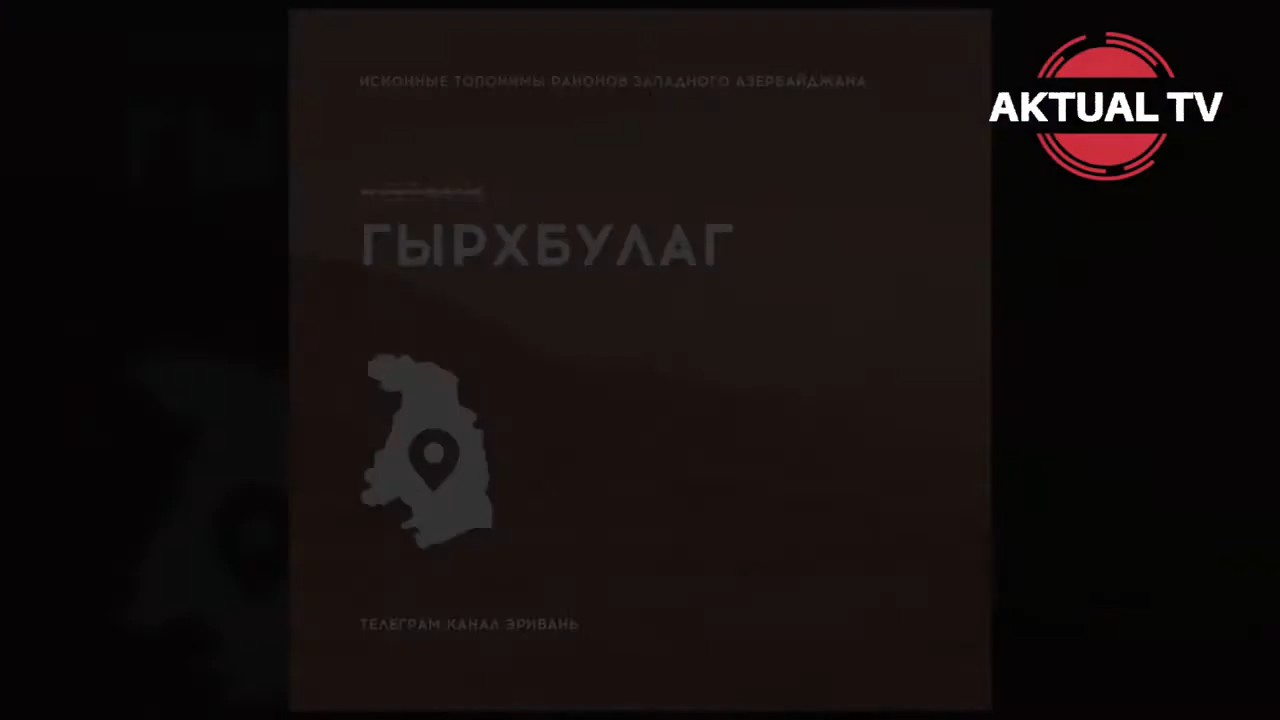 ИСКОННЫЕ ТОПОНИМЫ РАЙОНОВ ЗАПАДНОГО АЗЕРБАЙДЖАНА
AKTUAL TV
ГЫРХБУЛАГ
ТЕЛЕГРАМ КАНАЛ ЭРИВАНЬ